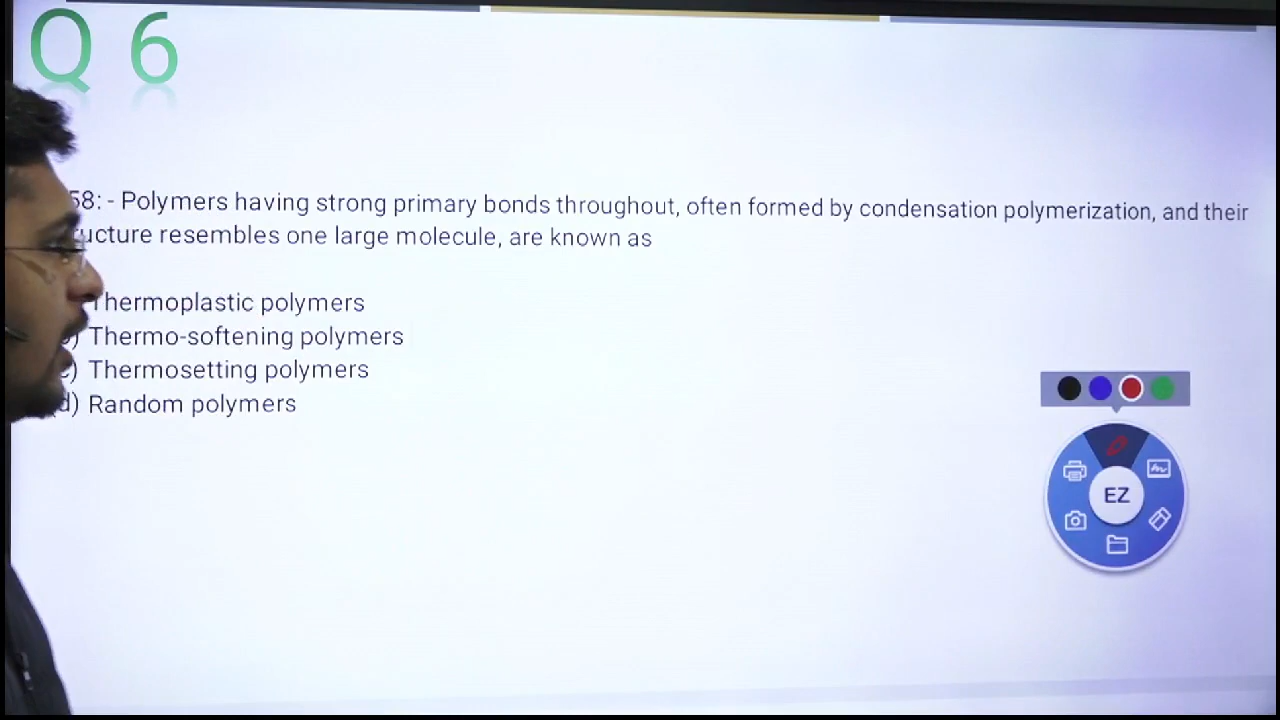 Q 6
58: - Polymers having strong primary bonds throughout, often formed by condensation polymerization, and their
ucture resembles one large molecule, are known as
Thermoplastic polymers
) Thermo-softening polymers
c) Thermosetting polymers
(d) Random polymers
EZ